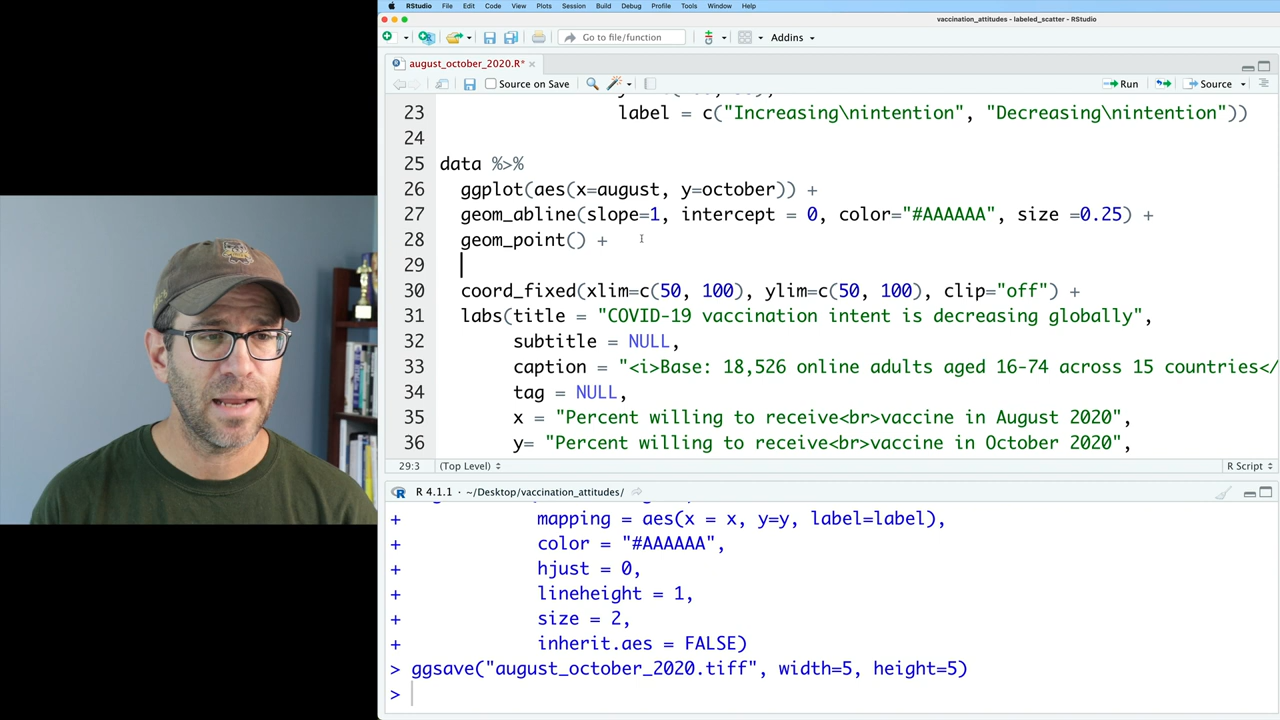 RStudio File Edit Code View Plots Session Build Debug Profile Tools Window Help
vaccination_attitudes - labeled_scatter - RStudio
Go to file/function Addins
august_october_2020.R*
Source on Save Run Source
23 label = c("Increasing\nintention", "Decreasing\nintention"))
24
25 data %>%
26 ggplot(aes(x=august, y=october)) +
27 geom_abline(slope=1, intercept = 0, color="#AAAAAA", size =0.25) +
28 geom_point() +
29
30 coord_fixed(xlim=c(50, 100), ylim=c(50, 100), clip="off") +
31 labs(title = "COVID-19 vaccination intent is decreasing globally",
32 subtitle = NULL,
33 caption = "<i>Base: 18,526 online adults aged 16-74 across 15 countries</
34 tag = NULL,
35 x = "Percent willing to receive<br>vaccine in August 2020",
36 y= "Percent willing to receive<br>vaccine in October 2020",
29:3 (Top Level) R Script
R 4.1.1 · ~/Desktop/vaccination_attitudes/
+ mapping = aes(x = x, y=y, label=label),
+ color = "#AAAAAA",
+ hjust = 0,
+ lineheight = 1,
+ size = 2,
+ inherit.aes = FALSE)
> ggsave("august_october_2020.tiff", width=5, height=5)
>